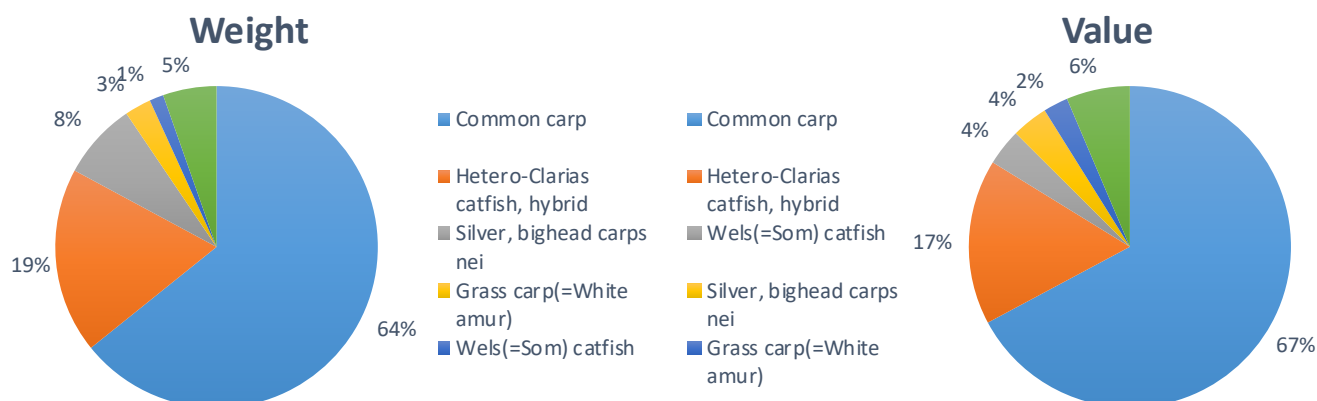 Weight
5%
1%
3%
8%
19%
64%
Common carp
Hetero-Clarias
catfish, hybrid
Silver, bighead carps
nei
Grass carp(=White
amur)
Wels(=Som) catfish
Common carp
Hetero-Clarias
catfish, hybrid
Wels(=Som) catfish
Silver, bighead carps
nei
Grass carp(=White
amur)
Value
6%
2%
4%
4%
17%
67%